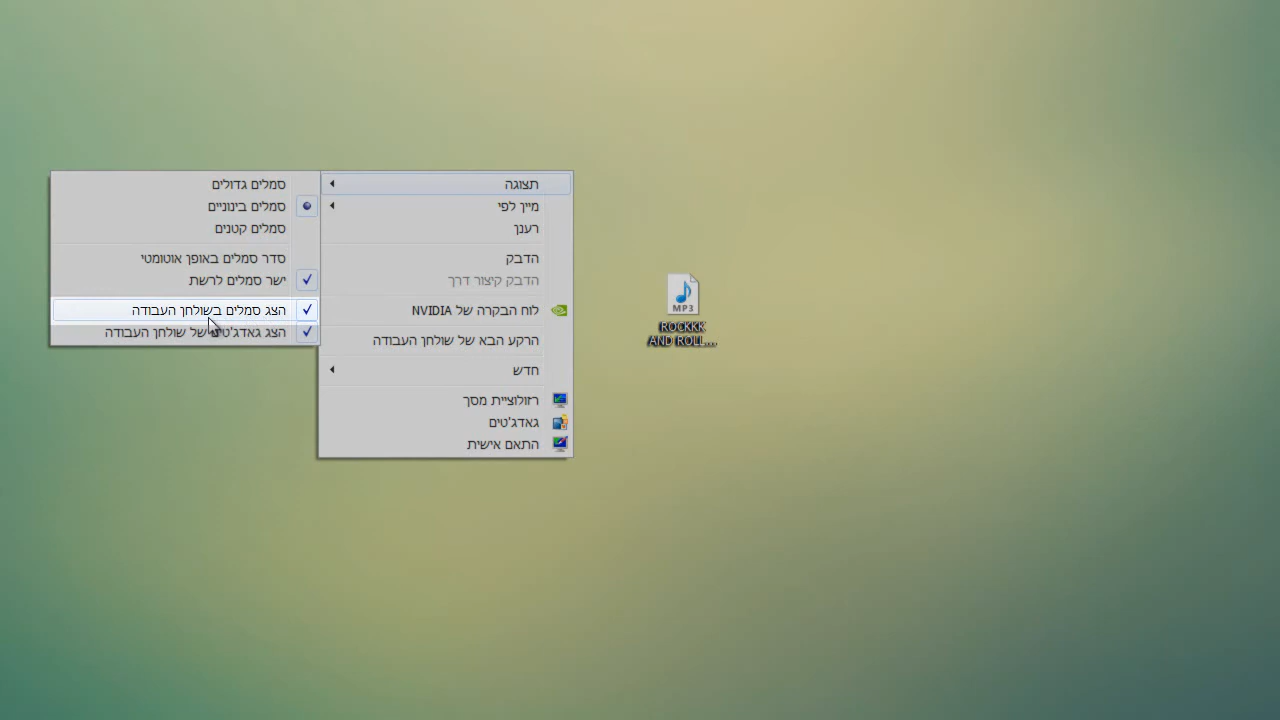 תצוגה
מיין לפי
רענך
הדבק
הדבק קיצור דרך
לוח הבקרה של NVIDIA
הרקע הבא של שולחן העבודה
חדש
רזולוציית מסך
גאדג'טים
התאם אישית
סמלים גדולים
סמלים בינוניים
סמלים קטנים
סדר סמלים באופן אוטומטי
ישר סמלים לרשת
הצג סמלים בשולחן העבודה
הצג גאדג'טים של שולחן העבודה
MP3
ROCKKK
AND ROLL...